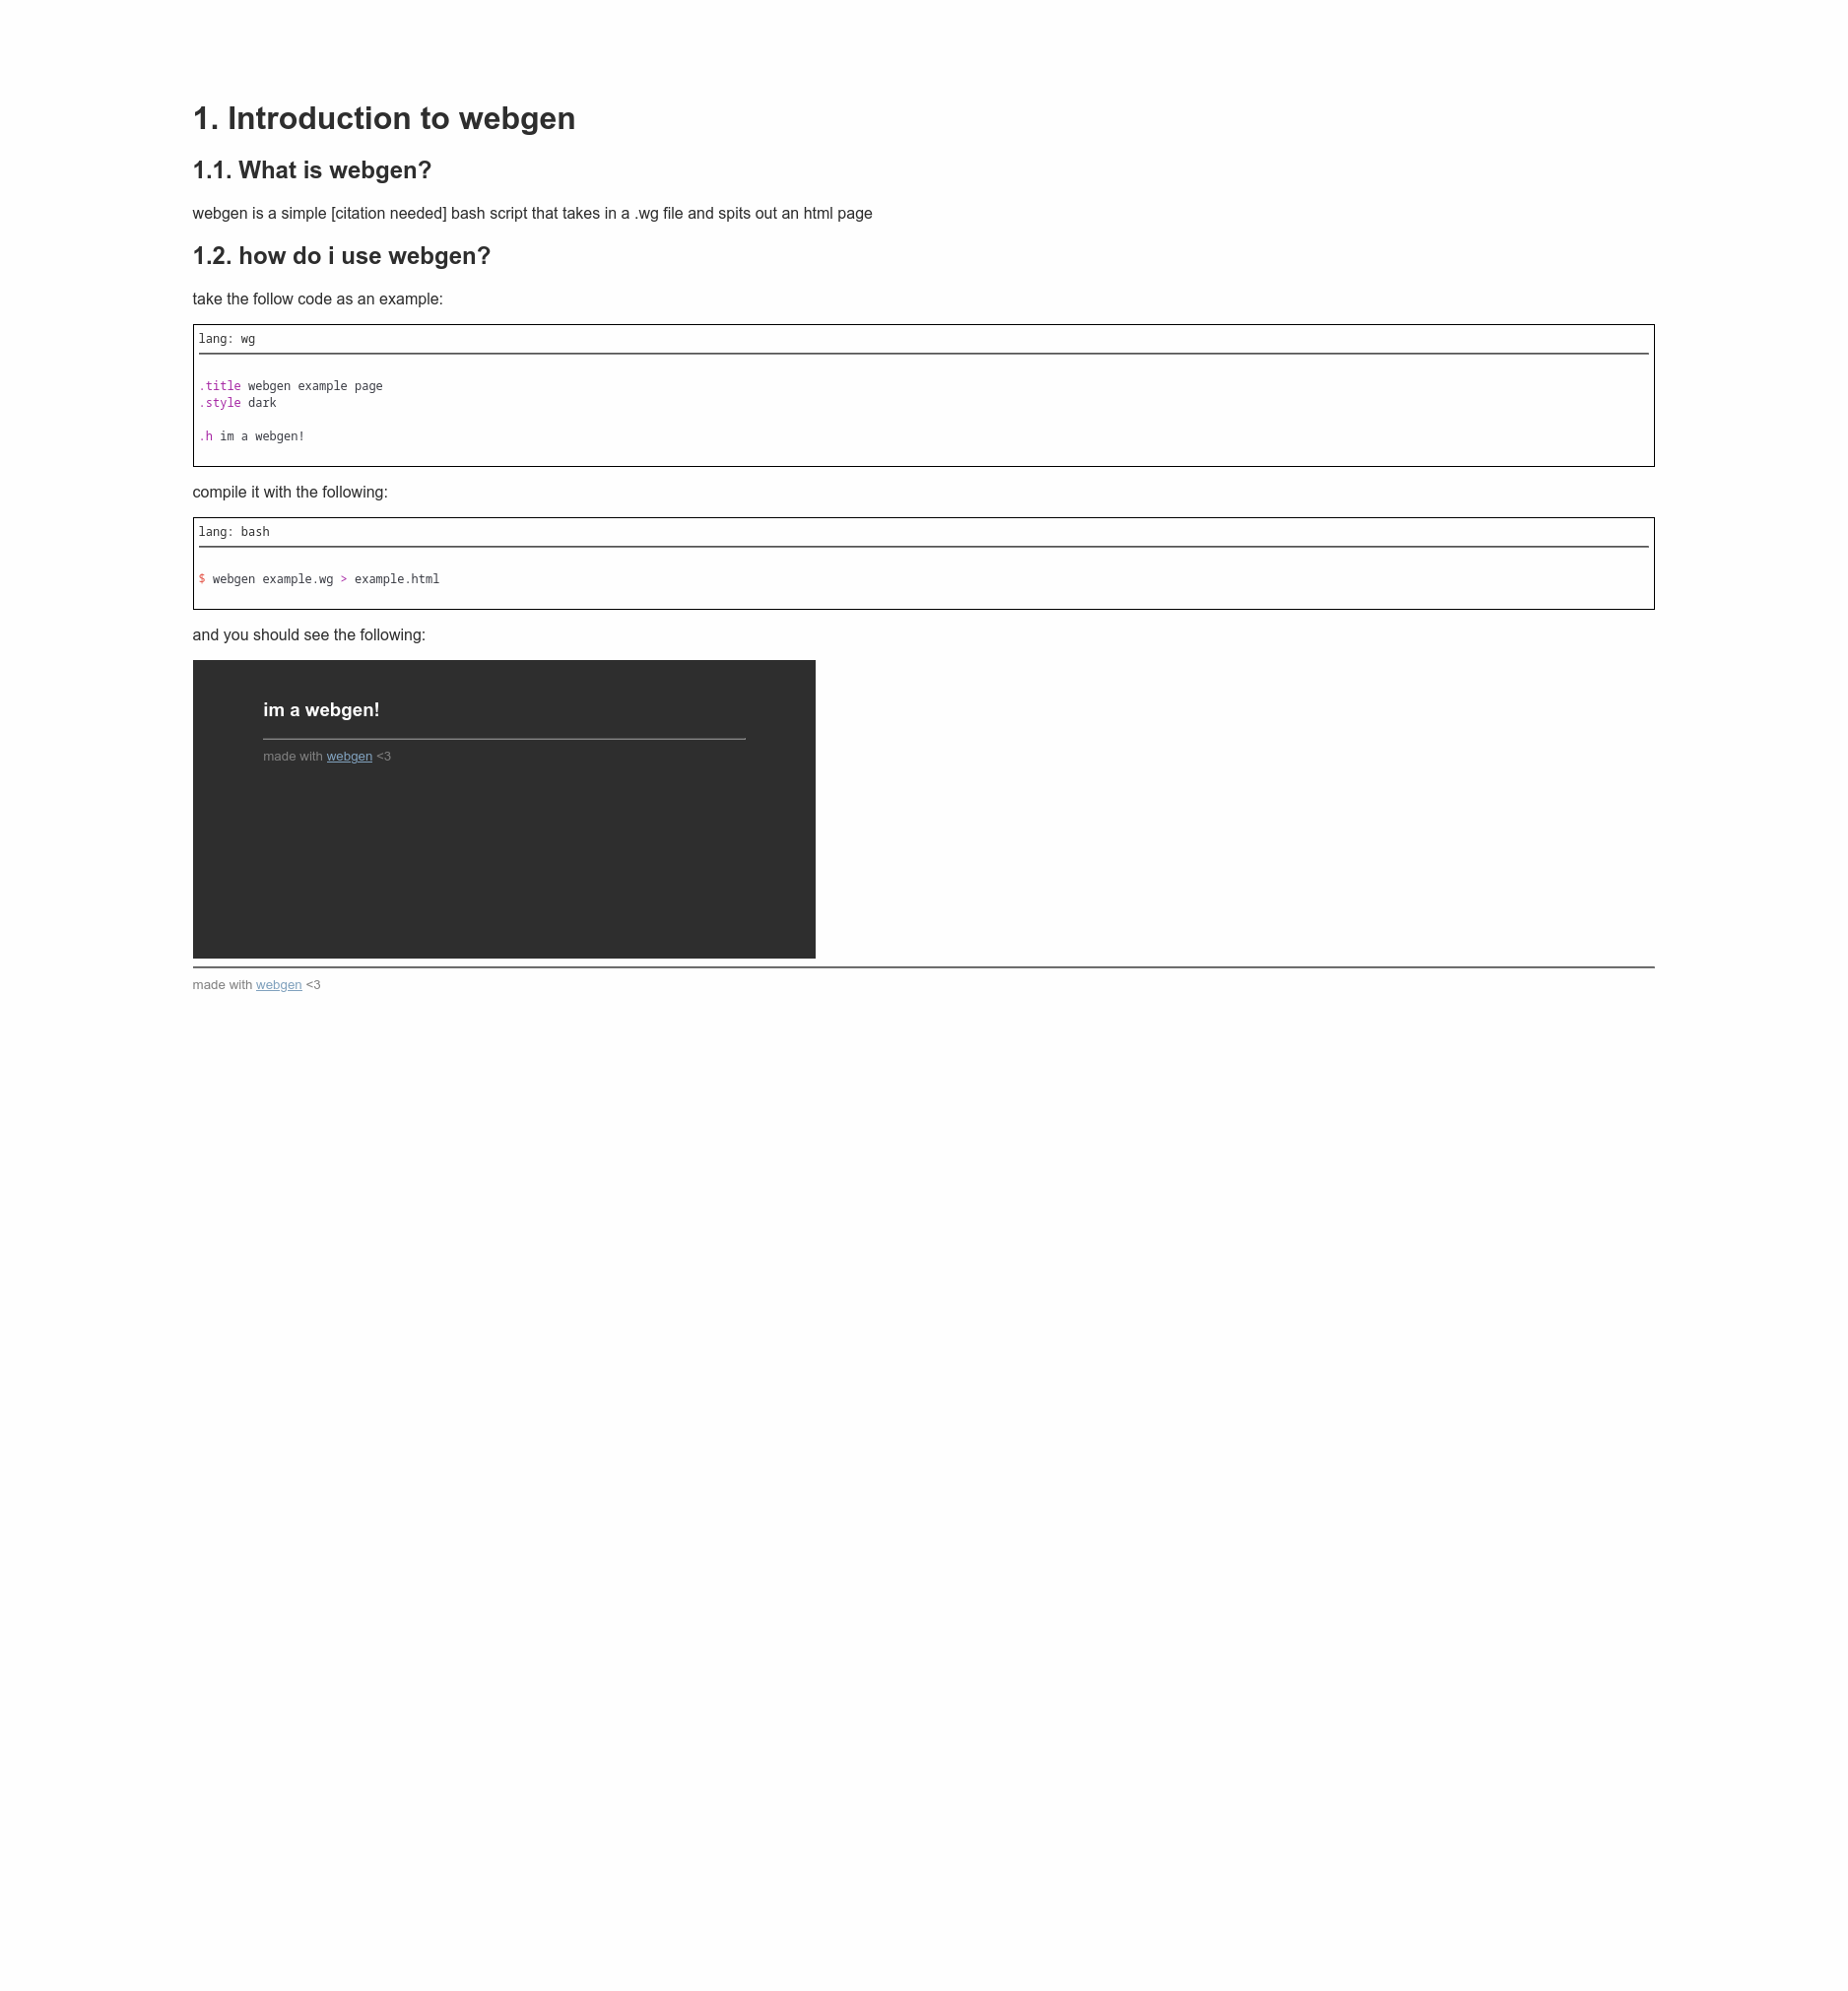 1. Introduction to webgen
1.1. What is webgen?
webgen is a simple [citation needed] bash script that takes in a .wg file and spits out an html page
1.2. how do i use webgen?
take the follow code as an example:
lang: wg
.title webgen example page
.style dark
.h im a webgen!
compile it with the following:
lang: bash
$ webgen example.wg > example.html
and you should see the following:
im a webgen!
made with webgen <3
made with webgen <3